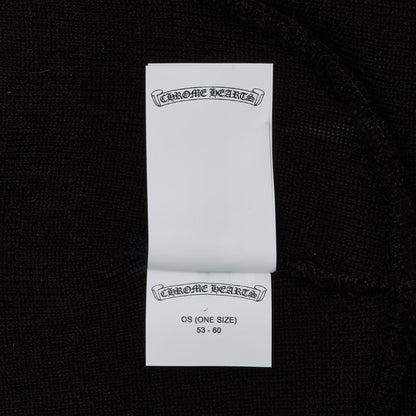 CHROME HEARTS
CHROME HEARTS
OS (ONE SIZE)
53 - 60